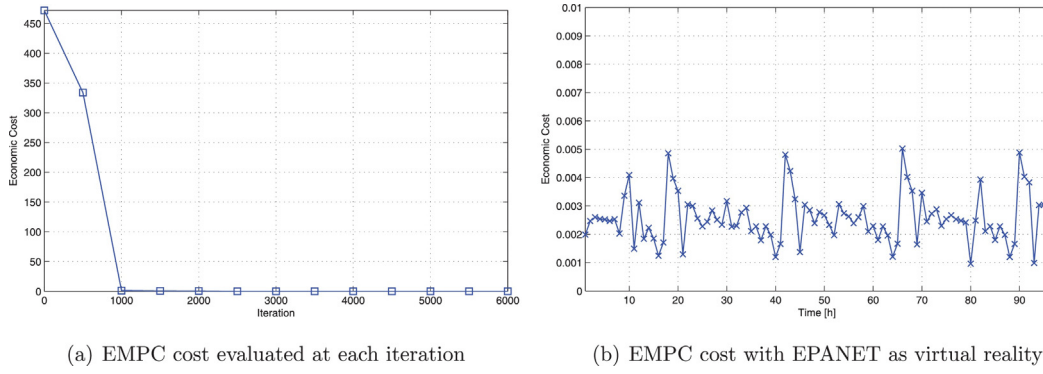 450
400
350
300
250
200
150
100
50
0
Economic Cost
0 1000 2000 3000 4000 5000 6000
Iteration
(a) EMPC cost evaluated at each iteration
0.01
0.009
0.008
0.007
0.006
0.005
0.004
0.003
0.002
0.001
0
Economic Cost
10 20 30 40 50 60 70 80 90
Time [h]
(b) EMPC cost with EPANET as virtual reality